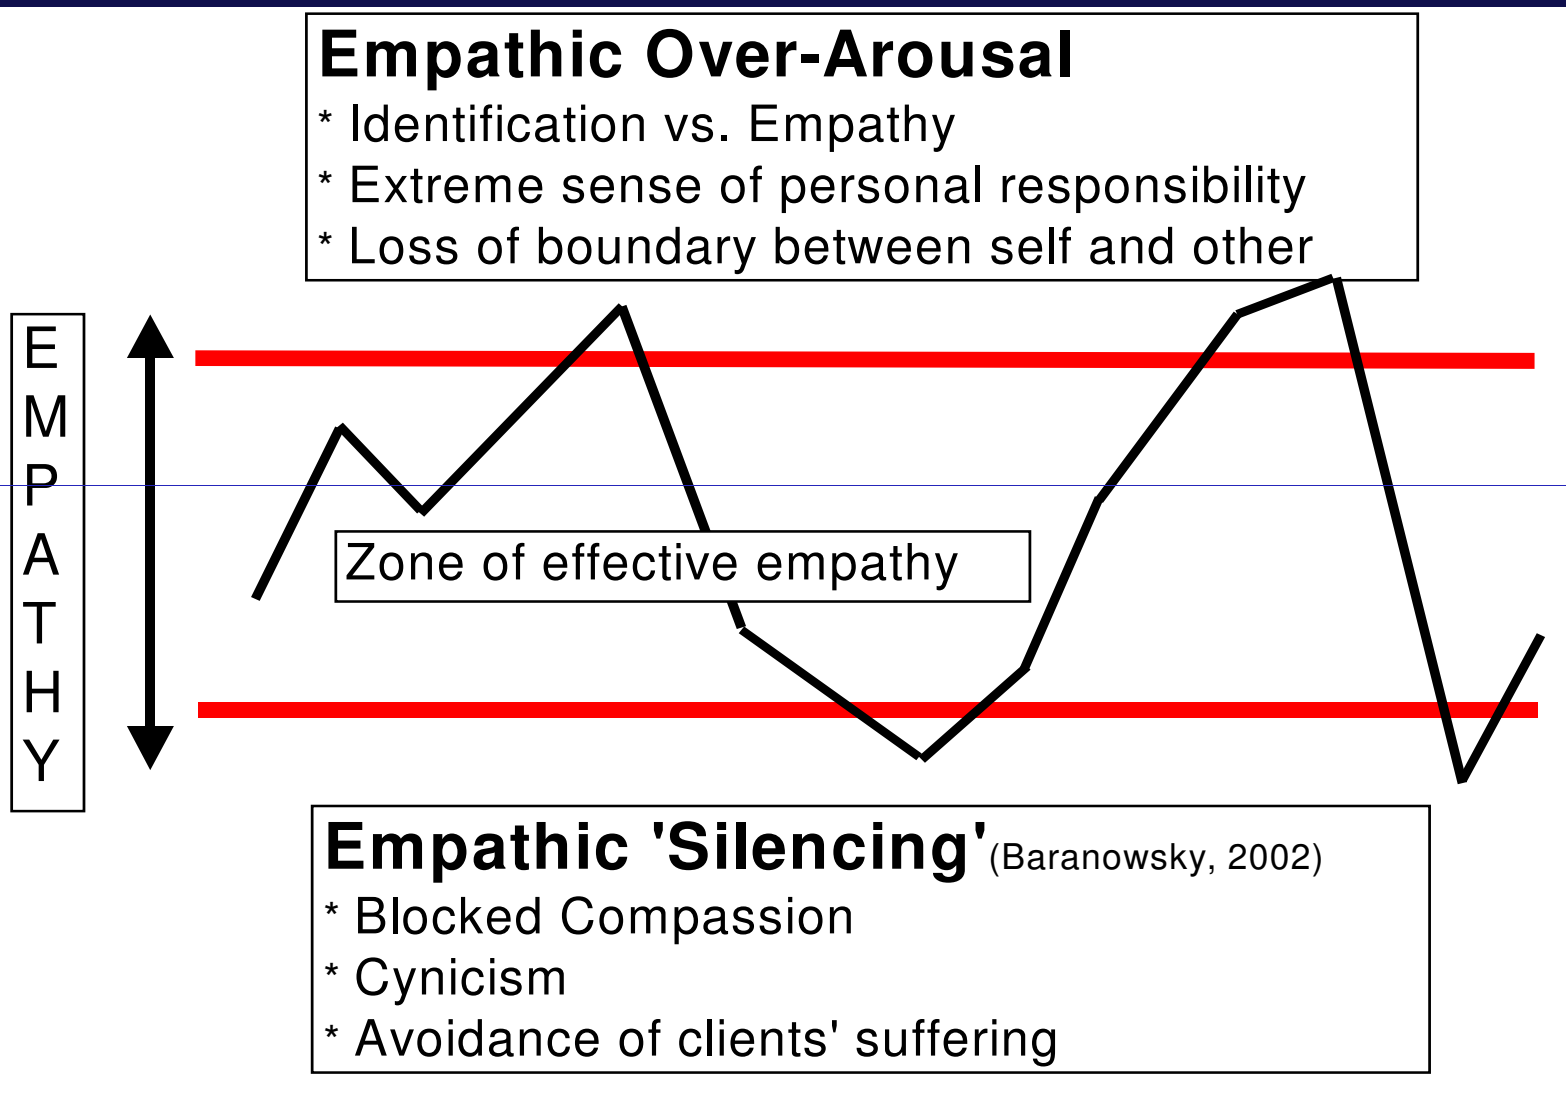 Empathic Over-Arousal
* Identification vs. Empathy
* Extreme sense of personal responsibility
* Loss of boundary between self and other
E
M
P
A
T
H
Y
Zone of effective empathy
Empathic 'Silencing'(Baranowsky, 2002)
* Blocked Compassion
* Cynicism
* Avoidance of clients' suffering